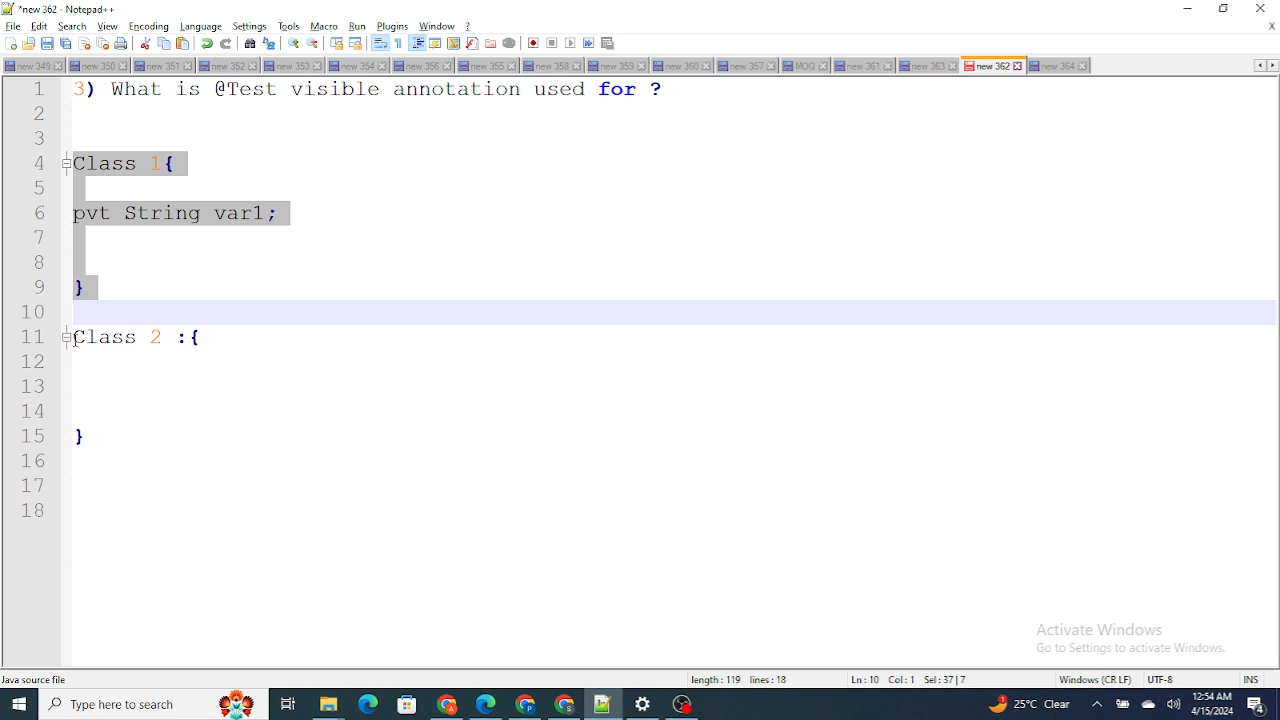 *new 362 - Notepad++
File Edit Search View Encoding Language Settings Tools Macro Run Plugins Window ?
new 349 new 350 new 351 new 352 new 353 new 354 new 356 new 355 new 358 new 359 new 360 new 357 MOQ new 361 new 363 new 362 new 364
1 3) What is @Test visible annotation used for ?
2
3
4 Class 1{
5
6 pvt String var1;
7
8
9 }
10
11 Class 2 :{
12
13
14
15 }
16
17
18
Activate Windows
Go to Settings to activate Windows.
Java source file length : 119 lines : 18 Ln : 10 Col : 1 Sel : 37 | 7 Windows (CR LF) UTF-8 INS
Type here to search 25°C Clear 12:54 AM
4/15/2024